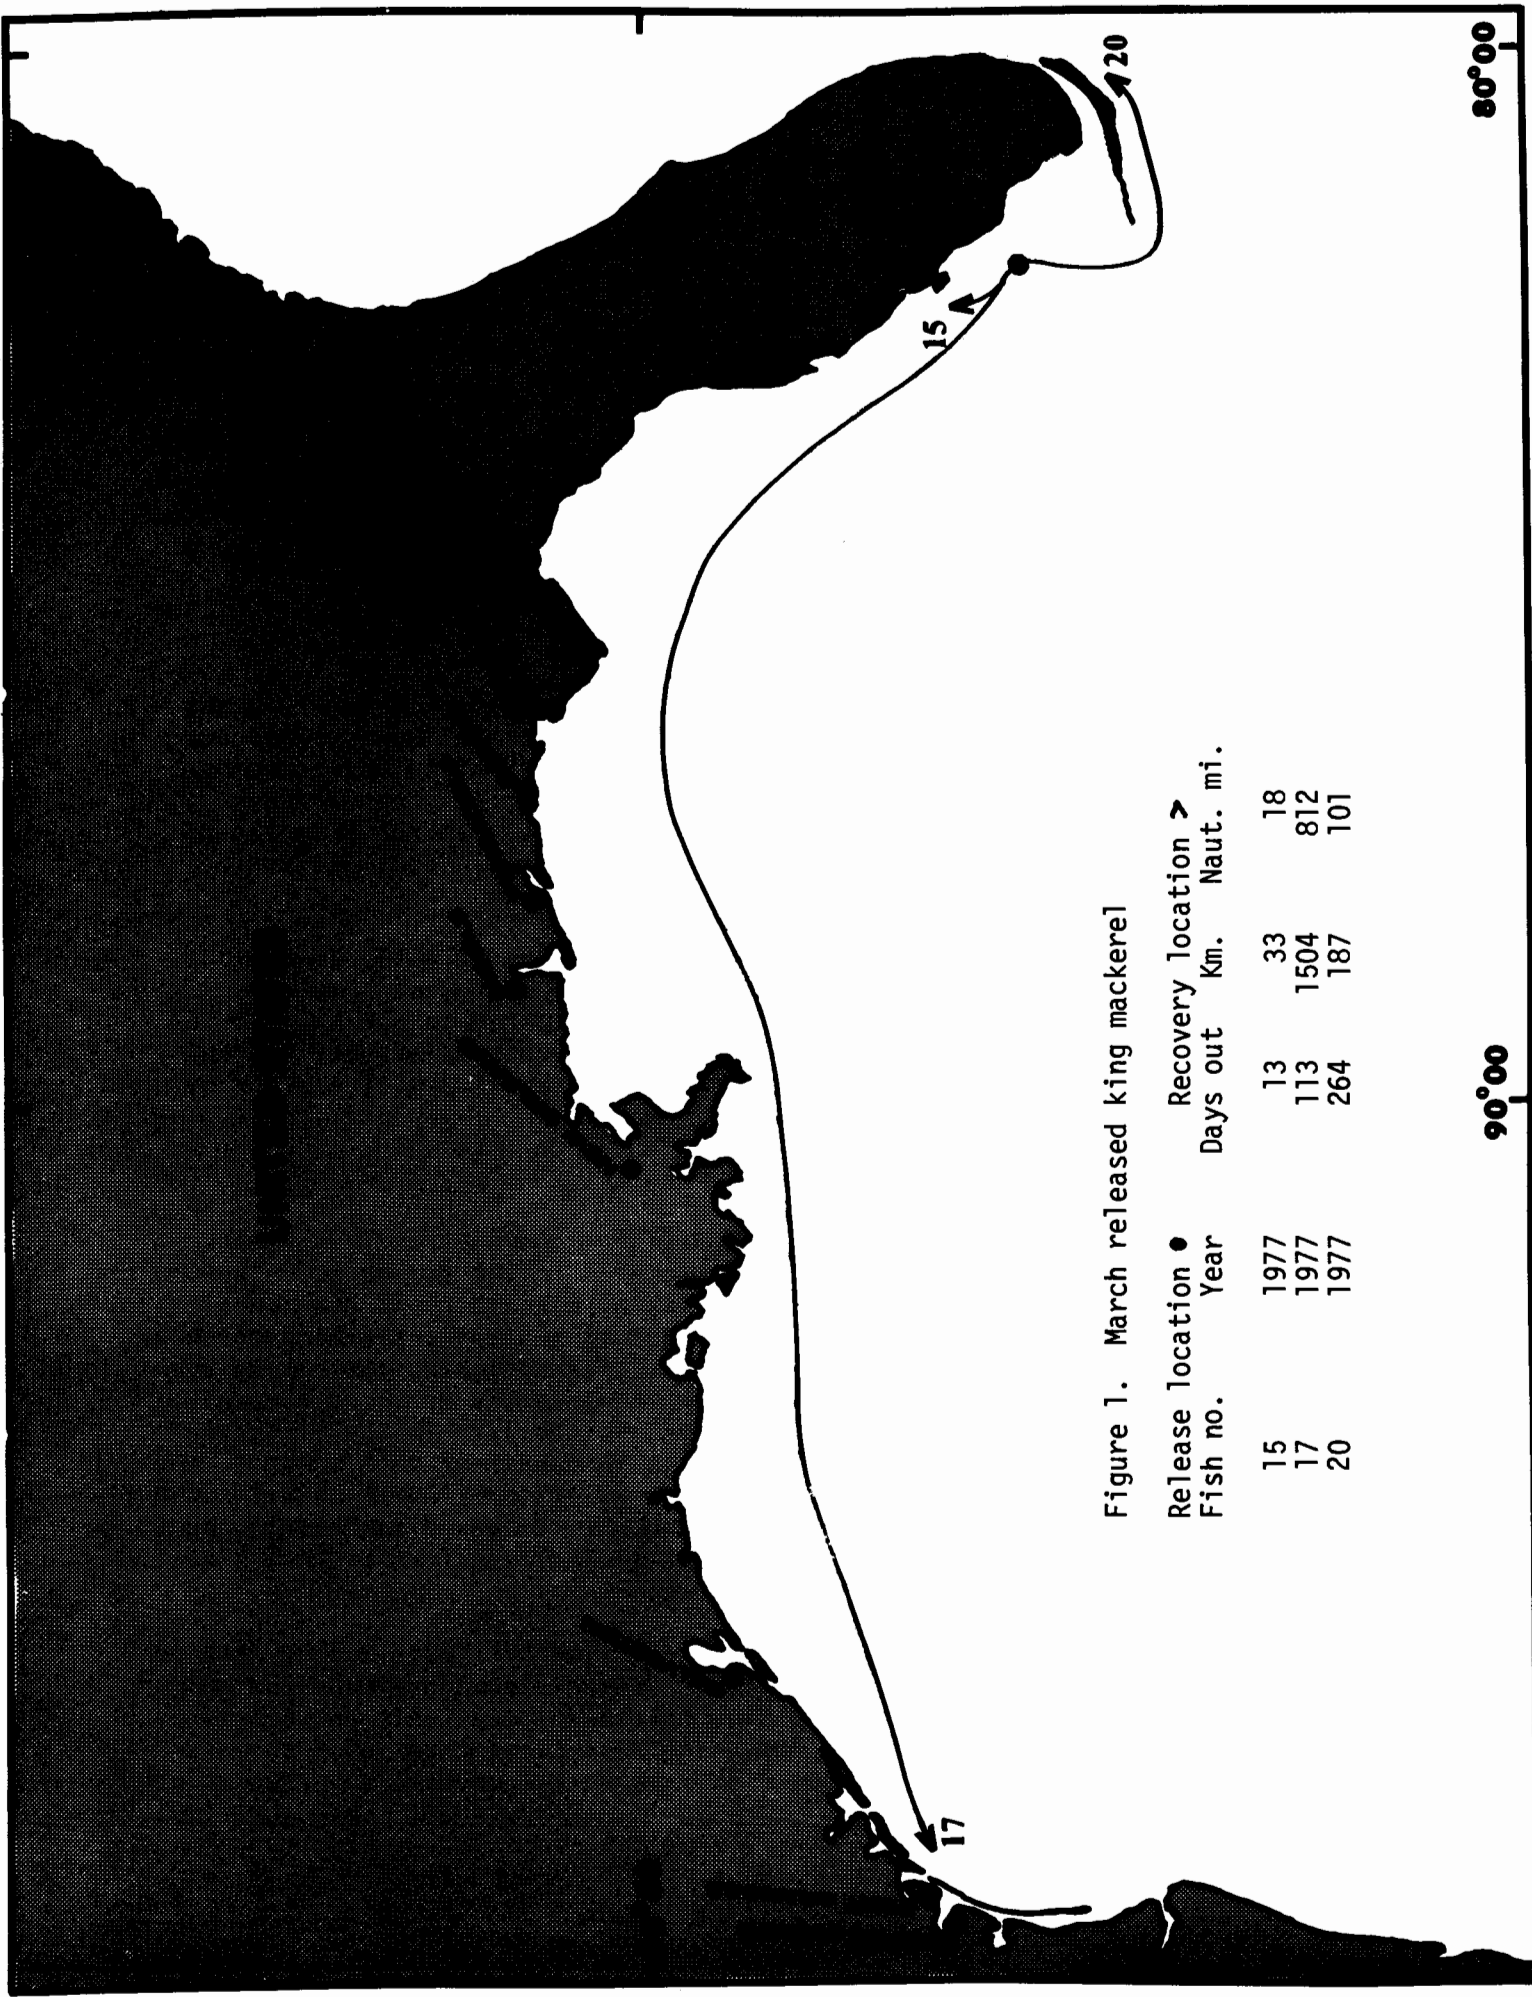 20
15
17
Figure 1. March released king mackerel
Release location ● Recovery location >
Fish no. Year Days out Km. Naut. mi.
15 1977 13 33 18
17 1977 113 1504 812
20 1977 264 187 101
90°00
80°00